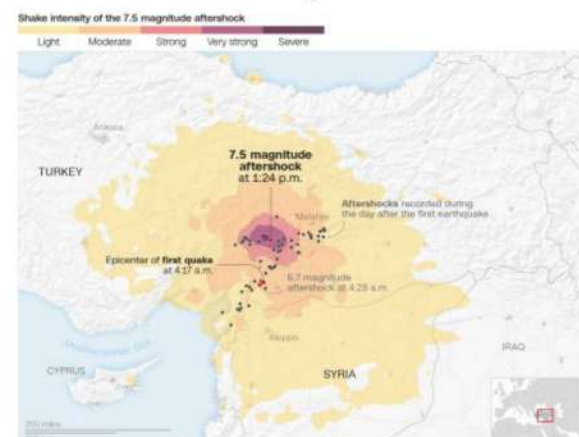 Shake intensity of the 7.5 magnitude aftershock
Light Moderate Strong Very strong Severe
Ankara
TURKEY
7.5 magnitude
aftershock
at 1:24 p.m.
Malatya
Aftershocks recorded during
the day after the first earthquake
Epicenter of first quake
at 4:17 a.m.
6.7 magnitude
aftershock at 4:28 a.m.
Mediterranean Sea
Aleppo
IRAQ
CYPRUS
SYRIA
200 miles